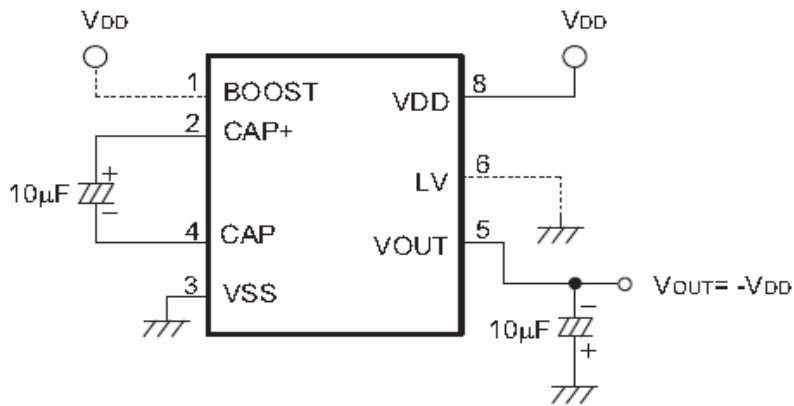 VDD
VDD
1
BOOST
8
VDD
2
CAP+
6
LV
+
10µF
−
4
CAP
5
VOUT
3
VSS
VOUT= -VDD
−
10µF
+